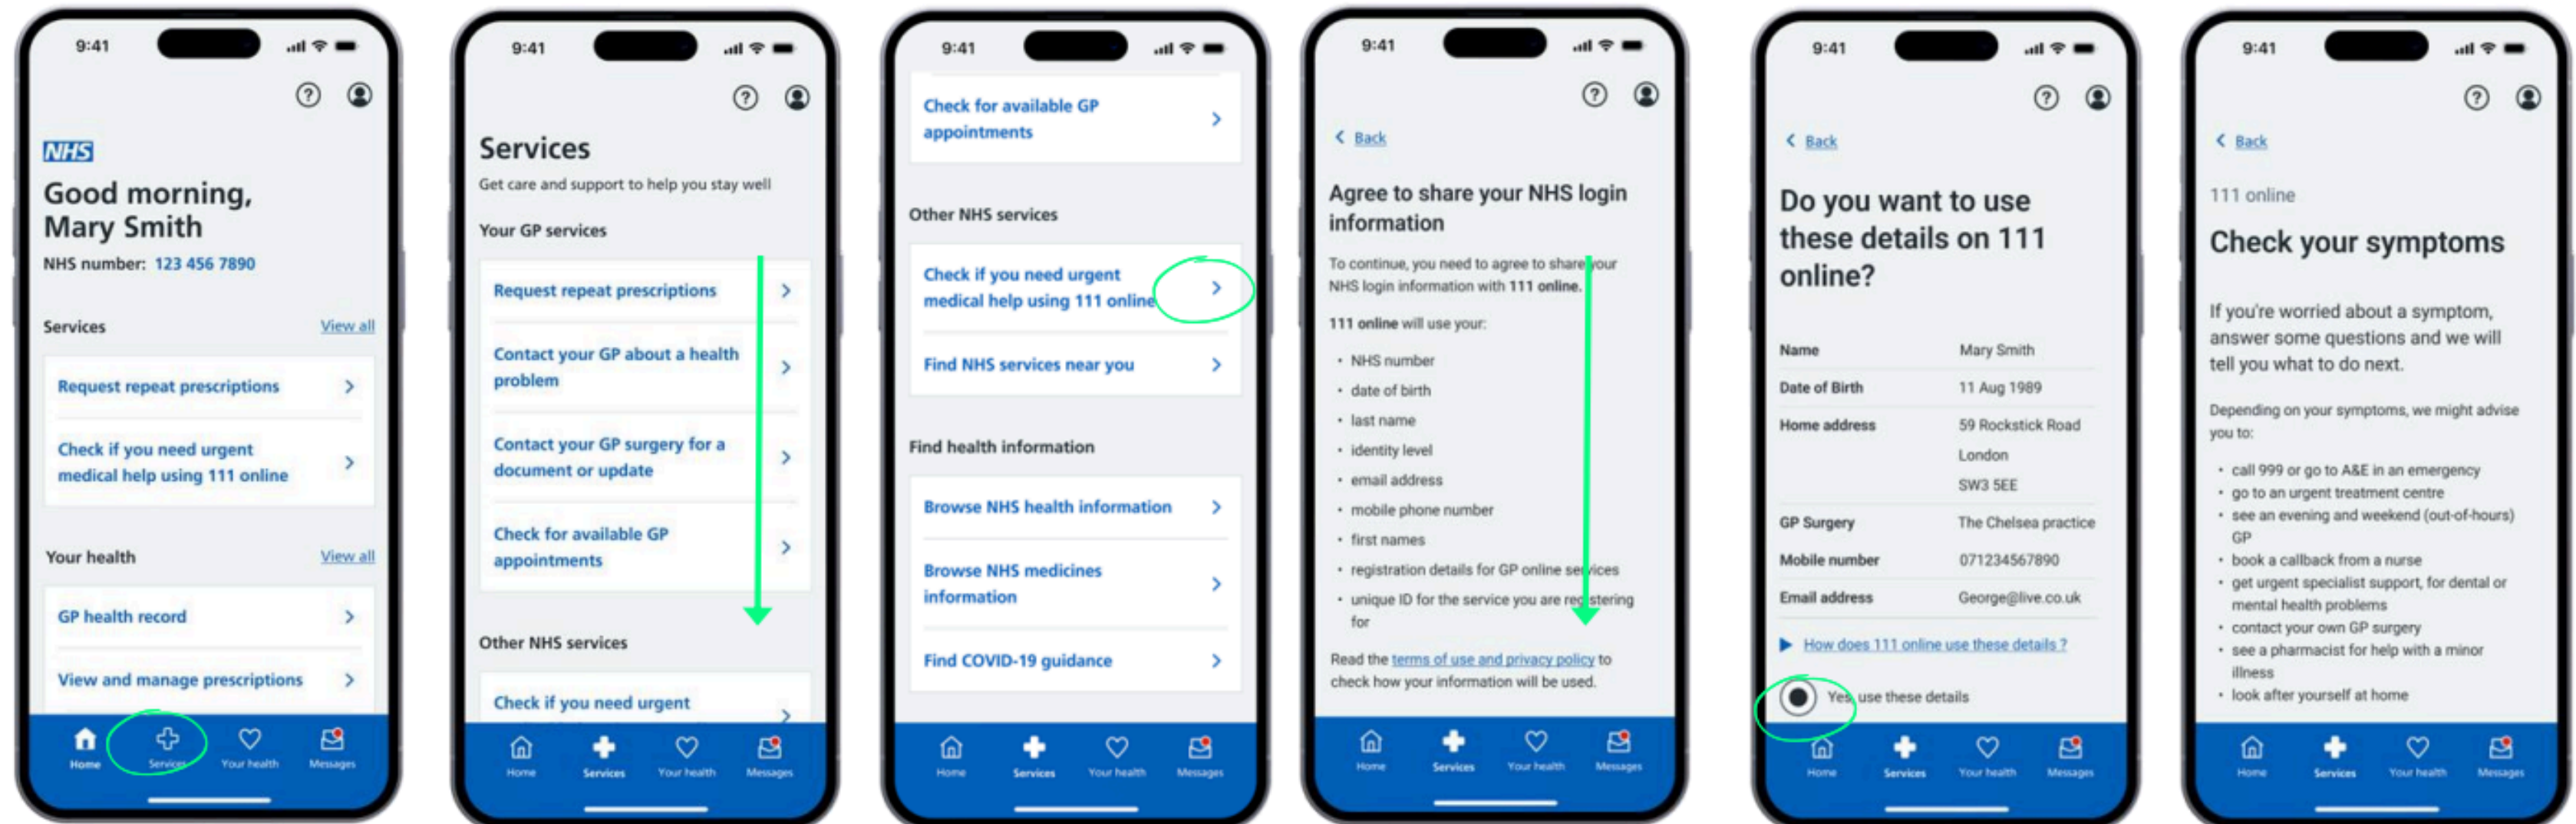 9:41
NHS
Good morning,
Mary Smith
NHS number: 123 456 7890
Services
View all
Request repeat prescriptions
Check if you need urgent
medical help using 111 online
Your health
View all
GP health record
View and manage prescriptions
Home
Services
Your health
Messages
9:41
Services
Get care and support to help you stay well
Your GP services
Request repeat prescriptions
Contact your GP about a health
problem
Contact your GP surgery for a
document or update
Check for available GP
appointments
Other NHS services
Check if you need urgent
Home
Services
Your health
Messages
9:41
Check for available GP
appointments
Other NHS services
Check if you need urgent
medical help using 111 online
Find NHS services near you
Find health information
Browse NHS health information
Browse NHS medicines
information
Find COVID-19 guidance
Home
Services
Your health
Messages
9:41
Back
Agree to share your NHS login
information
To continue, you need to agree to share your
NHS login information with 111 online.
111 online will use your:
• NHS number
• date of birth
• last name
• identity level
• email address
• mobile phone number
• first names
• registration details for GP online services
• unique ID for the service you are registering
for
Read the terms of use and privacy policy to
check how your information will be used.
Home
Services
Your health
Messages
9:41
Back
Do you want to use
these details on 111
online?
Name Mary Smith
Date of Birth 11 Aug 1989
Home address 59 Rockstick Road
London
SW3 5EE
GP Surgery The Chelsea practice
Mobile number 071234567890
Email address George@live.co.uk
How does 111 online use these details ?
Yes, use these details
Home
Services
Your health
Messages
9:41
Back
111 online
Check your symptoms
If you're worried about a symptom,
answer some questions and we will
tell you what to do next.
Depending on your symptoms, we might advise
you to:
• call 999 or go to A&E in an emergency
• go to an urgent treatment centre
• see an evening and weekend (out-of-hours)
GP
• book a callback from a nurse
• get urgent specialist support, for dental or
mental health problems
• contact your own GP surgery
• see a pharmacist for help with a minor
illness
• look after yourself at home
Home
Services
Your health
Messages